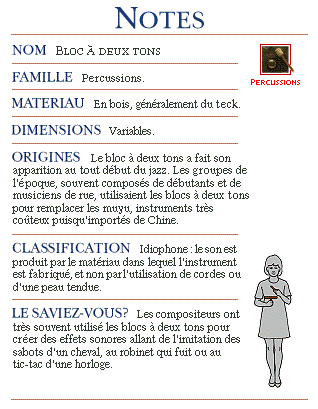 NOTES
NOM BLOC À DEUX TONS
PERCUSSIONS
FAMILLE Percussions.
MATERIAU En bois, généralement du teck.
DIMENSIONS Variables.
ORIGINES Le bloc à deux tons a fait son
apparition au tout début du jazz. Les groupes de
l'époque, souvent composés de débutants et de
musiciens de rue, utilisaient les blocs à deux tons
pour remplacer les muyu, instruments très
coûteux puisqu'importés de Chine.
CLASSIFICATION Idiophone : le son est
produit par le matériau dans lequel l'instrument
est fabriqué, et non parl'utilisation de cordes ou
d'une peau tendue.
LE SAVIEZ-VOUS? Les compositeurs ont
très souvent utilisé les blocs à deux tons pour
créer des effets sonores allant de l'imitation des
sabots d'un cheval, au robinet qui fuit ou au
tic-tac d'une horloge.